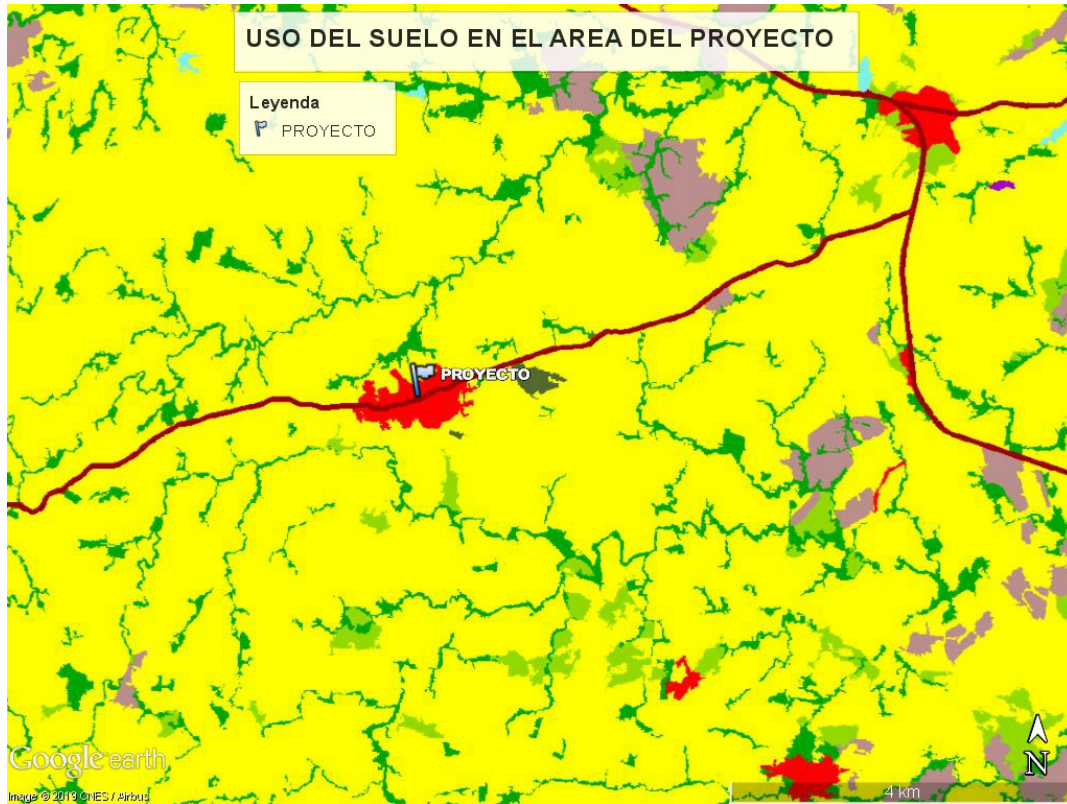 USO DEL SUELO EN EL AREA DEL PROYECTO
Leyenda
PROYECTO
PROYECTO
Google earth
Image © 2019 CNES / Airbus
4 km
N